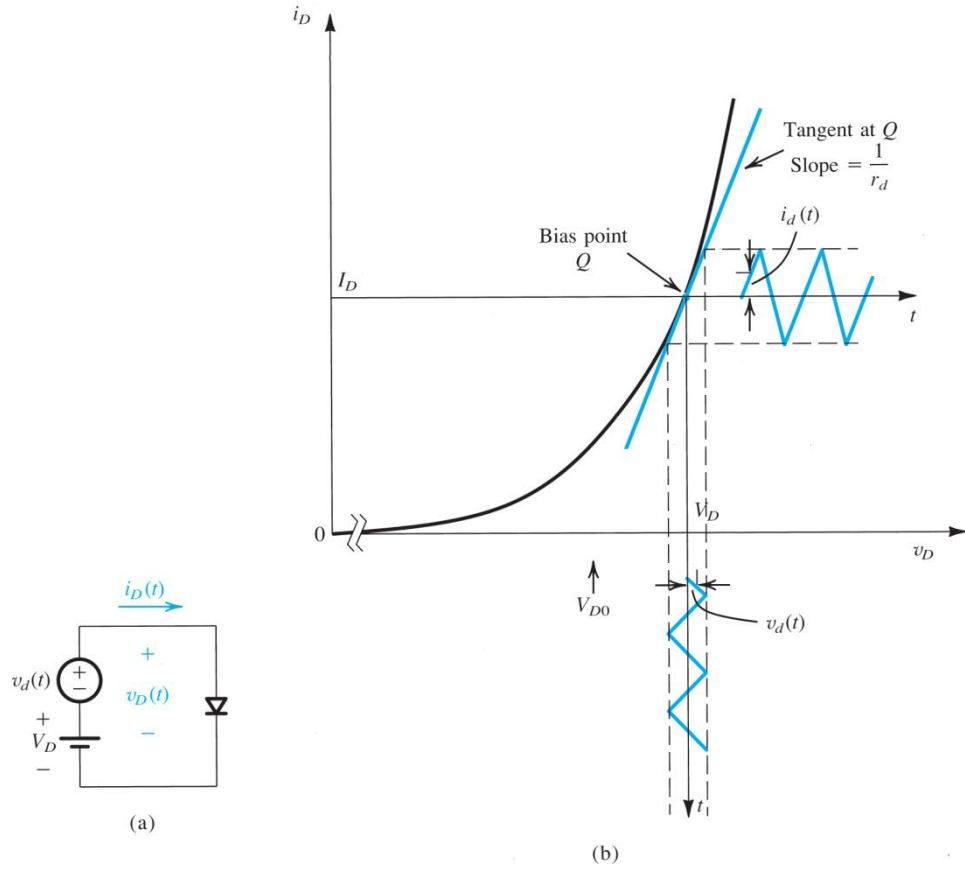 i_D
Tangent at Q
Slope = 1/r_d
i_d(t)
Bias point
Q
I_D
t
V_D
0
v_D
V_D0
v_d(t)
t
i_D(t)
+
v_d(t)
+
−
v_D(t)
+
V_D
−
−
(a)
(b)